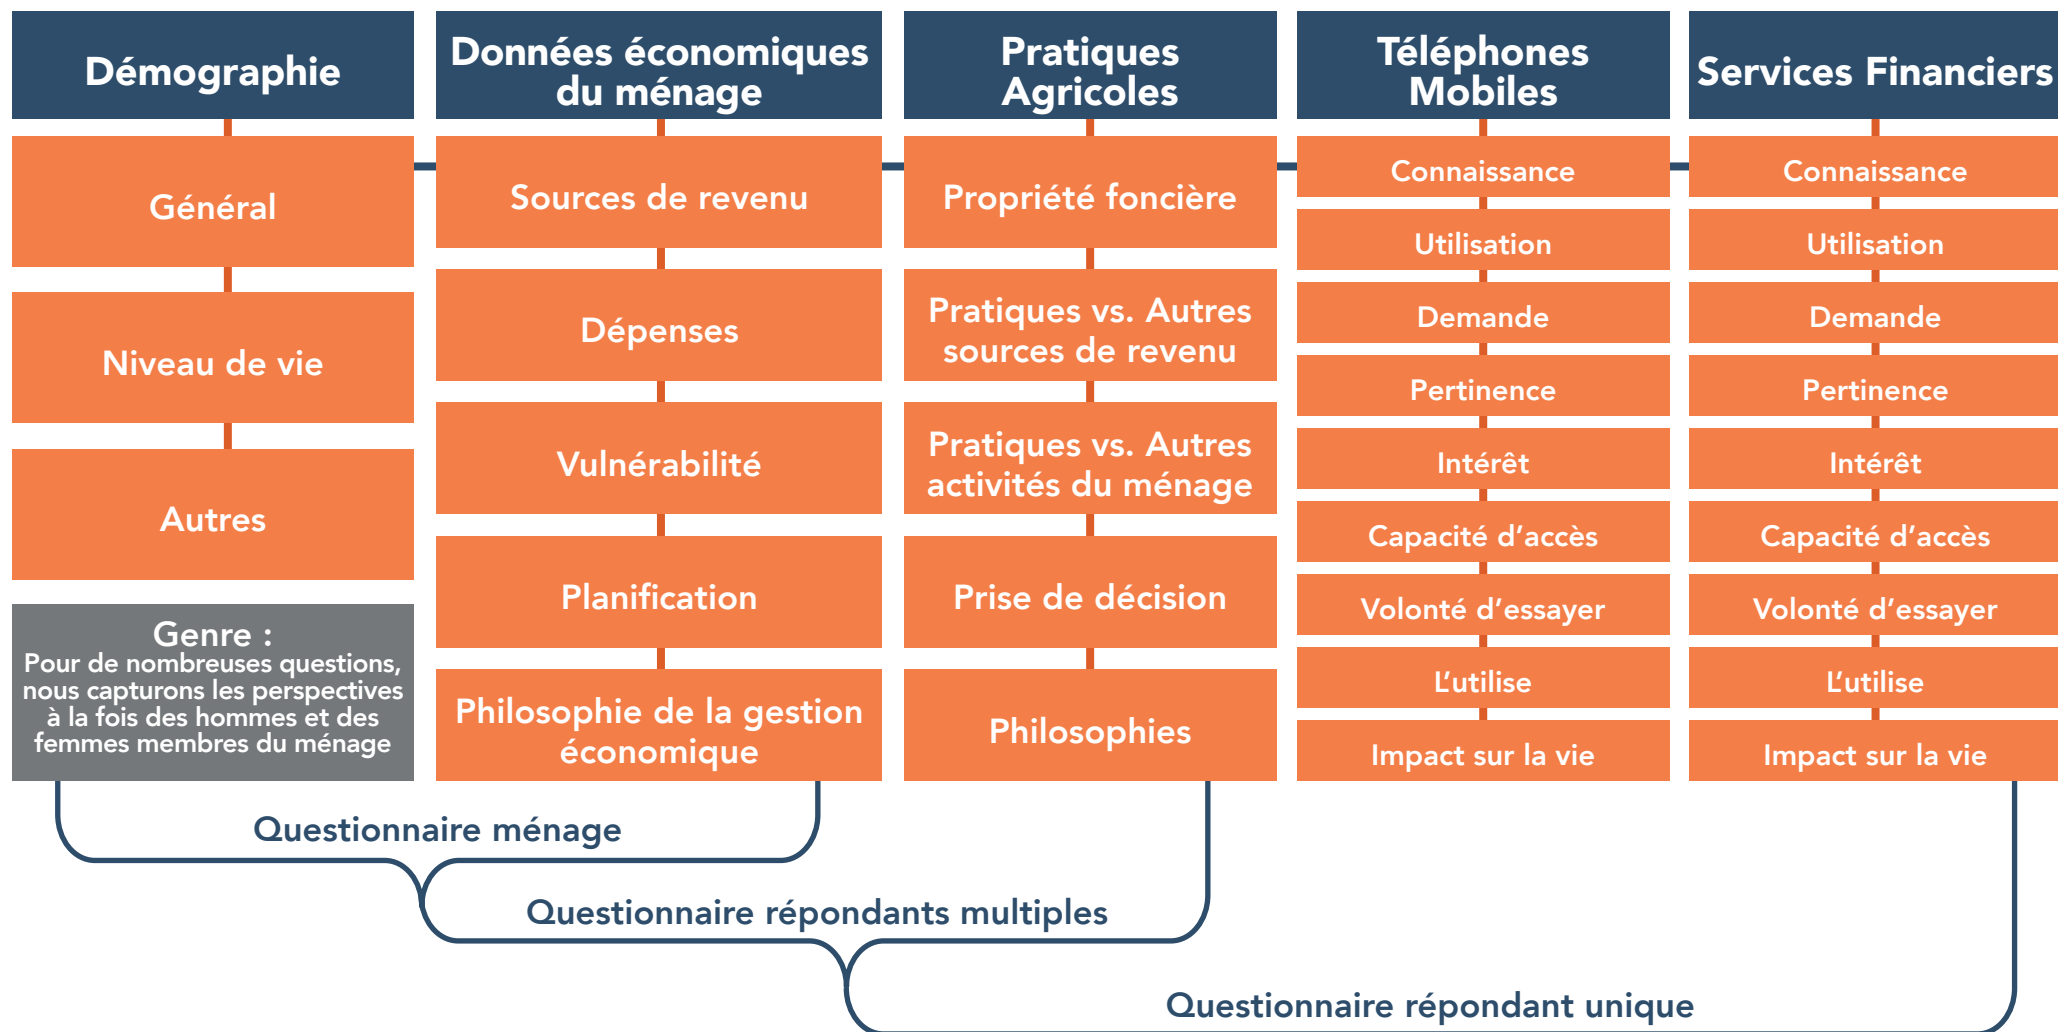 Démographie
Général
Niveau de vie
Autres
Genre :
Pour de nombreuses questions,
nous capturons les perspectives
à la fois des hommes et des
femmes membres du ménage
Données économiques
du ménage
Sources de revenu
Dépenses
Vulnérabilité
Planification
Philosophie de la gestion
économique
Pratiques
Agricoles
Propriété foncière
Pratiques vs. Autres
sources de revenu
Pratiques vs. Autres
activités du ménage
Prise de décision
Philosophies
Téléphones
Mobiles
Connaissance
Utilisation
Demande
Pertinence
Intérêt
Capacité d’accès
Volonté d’essayer
L’utilise
Impact sur la vie
Services Financiers
Connaissance
Utilisation
Demande
Pertinence
Intérêt
Capacité d’accès
Volonté d’essayer
L’utilise
Impact sur la vie
Questionnaire ménage
Questionnaire répondants multiples
Questionnaire répondant unique